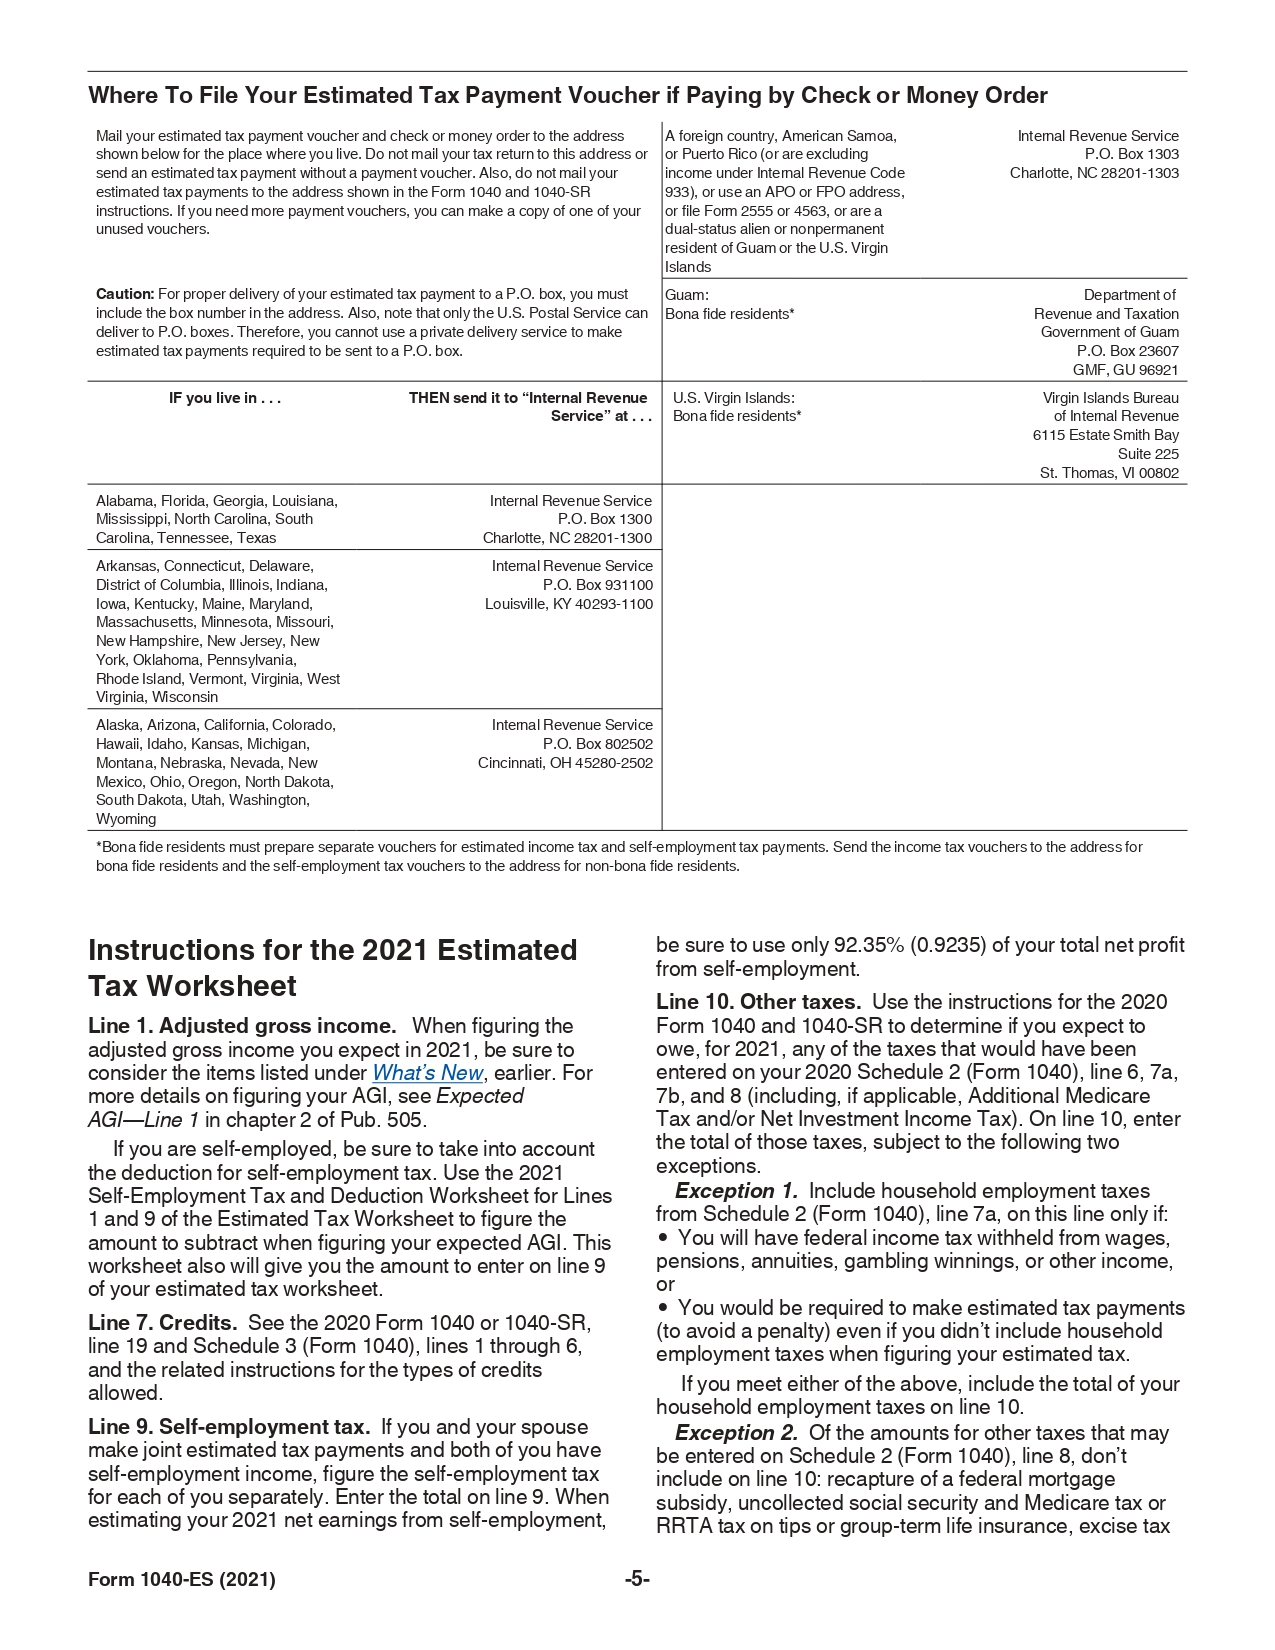 Where To File Your Estimated Tax Payment Voucher if Paying by Check or Money Order
Mail your estimated tax payment voucher and check or money order to the address
shown below for the place where you live. Do not mail your tax return to this address or
send an estimated tax payment without a payment voucher. Also, do not mail your
estimated tax payments to the address shown in the Form 1040 and 1040-SR
instructions. If you need more payment vouchers, you can make a copy of one of your
unused vouchers.
Caution: For proper delivery of your estimated tax payment to a P.O. box, you must
include the box number in the address. Also, note that only the U.S. Postal Service can
deliver to P.O. boxes. Therefore, you cannot use a private delivery service to make
estimated tax payments required to be sent to a P.O. box.
IF you live in . . .
THEN send it to “Internal Revenue
Service” at . . .
Alabama, Florida, Georgia, Louisiana,
Mississippi, North Carolina, South
Carolina, Tennessee, Texas
Internal Revenue Service
P.O. Box 1300
Charlotte, NC 28201-1300
Arkansas, Connecticut, Delaware,
District of Columbia, Illinois, Indiana,
Iowa, Kentucky, Maine, Maryland,
Massachusetts, Minnesota, Missouri,
New Hampshire, New Jersey, New
York, Oklahoma, Pennsylvania,
Rhode Island, Vermont, Virginia, West
Virginia, Wisconsin
Internal Revenue Service
P.O. Box 931100
Louisville, KY 40293-1100
Alaska, Arizona, California, Colorado,
Hawaii, Idaho, Kansas, Michigan,
Montana, Nebraska, Nevada, New
Mexico, Ohio, Oregon, North Dakota,
South Dakota, Utah, Washington,
Wyoming
Internal Revenue Service
P.O. Box 802502
Cincinnati, OH 45280-2502
A foreign country, American Samoa,
or Puerto Rico (or are excluding
income under Internal Revenue Code
933), or use an APO or FPO address,
or file Form 2555 or 4563, or are a
dual-status alien or nonpermanent
resident of Guam or the U.S. Virgin
Islands
Internal Revenue Service
P.O. Box 1303
Charlotte, NC 28201-1303
Guam:
Bona fide residents*
Department of
Revenue and Taxation
Government of Guam
P.O. Box 23607
GMF, GU 96921
U.S. Virgin Islands:
Bona fide residents*
Virgin Islands Bureau
of Internal Revenue
6115 Estate Smith Bay
Suite 225
St. Thomas, VI 00802
*Bona fide residents must prepare separate vouchers for estimated income tax and self-employment tax payments. Send the income tax vouchers to the address for
bona fide residents and the self-employment tax vouchers to the address for non-bona fide residents.
Instructions for the 2021 Estimated
Tax Worksheet
Line 1. Adjusted gross income. When figuring the
adjusted gross income you expect in 2021, be sure to
consider the items listed under What's New, earlier. For
more details on figuring your AGI, see Expected
AGI—Line 1 in chapter 2 of Pub. 505.
If you are self-employed, be sure to take into account
the deduction for self-employment tax. Use the 2021
Self-Employment Tax and Deduction Worksheet for Lines
1 and 9 of the Estimated Tax Worksheet to figure the
amount to subtract when figuring your expected AGI. This
worksheet also will give you the amount to enter on line 9
of your estimated tax worksheet.
Line 7. Credits. See the 2020 Form 1040 or 1040-SR,
line 19 and Schedule 3 (Form 1040), lines 1 through 6,
and the related instructions for the types of credits
allowed.
Line 9. Self-employment tax. If you and your spouse
make joint estimated tax payments and both of you have
self-employment income, figure the self-employment tax
for each of you separately. Enter the total on line 9. When
estimating your 2021 net earnings from self-employment,
be sure to use only 92.35% (0.9235) of your total net profit
from self-employment.
Line 10. Other taxes. Use the instructions for the 2020
Form 1040 and 1040-SR to determine if you expect to
owe, for 2021, any of the taxes that would have been
entered on your 2020 Schedule 2 (Form 1040), line 6, 7a,
7b, and 8 (including, if applicable, Additional Medicare
Tax and/or Net Investment Income Tax). On line 10, enter
the total of those taxes, subject to the following two
exceptions.
Exception 1. Include household employment taxes
from Schedule 2 (Form 1040), line 7a, on this line only if:
• You will have federal income tax withheld from wages,
pensions, annuities, gambling winnings, or other income,
or
• You would be required to make estimated tax payments
(to avoid a penalty) even if you didn't include household
employment taxes when figuring your estimated tax.
If you meet either of the above, include the total of your
household employment taxes on line 10.
Exception 2. Of the amounts for other taxes that may
be entered on Schedule 2 (Form 1040), line 8, don't
include on line 10: recapture of a federal mortgage
subsidy, uncollected social security and Medicare tax or
RRTA tax on tips or group-term life insurance, excise tax
Form 1040-ES (2021)
-5-